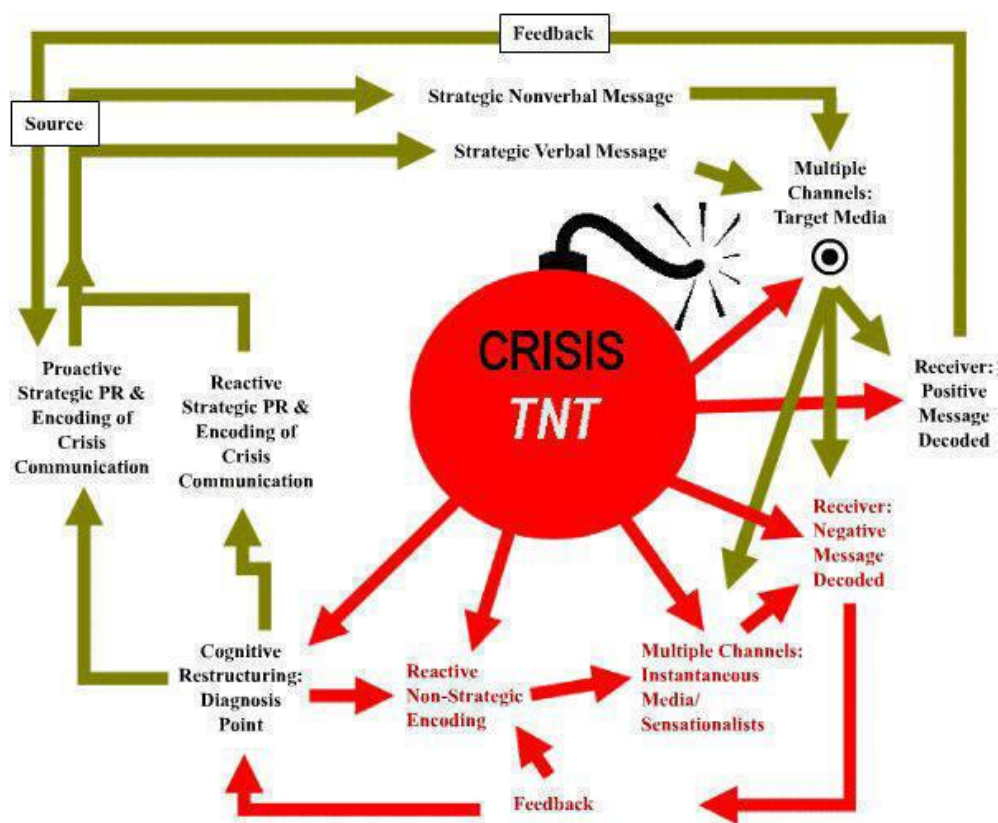 Feedback
Strategic Nonverbal Message
Source
Strategic Verbal Message
Multiple
Channels:
Target Media
CRISIS
TNT
Proactive
Strategic PR &
Encoding of
Crisis
Communication
Reactive
Strategic PR &
Encoding of
Crisis
Communication
Receiver:
Positive
Message
Decoded
Receiver:
Negative
Message
Decoded
Cognitive
Restructuring:
Diagnosis
Point
Reactive
Non-Strategic
Encoding
Multiple Channels:
Instantaneous
Media/
Sensationalists
Feedback